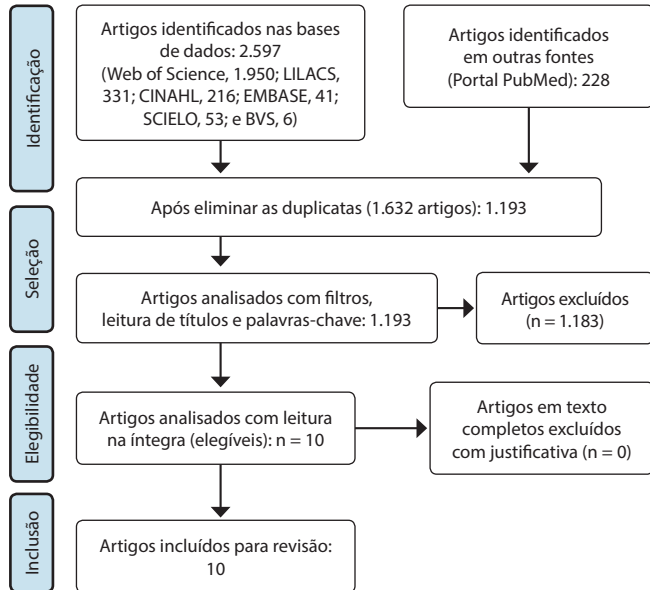 Identificação
Artigos identificados nas bases
de dados: 2.597
(Web of Science, 1.950; LILACS,
331; CINAHL, 216; EMBASE, 41;
SCIELO, 53; e BVS, 6)
Artigos identificados
em outras fontes
(Portal PubMed): 228
Seleção
Após eliminar as duplicatas (1.632 artigos): 1.193
Artigos analisados com filtros,
leitura de títulos e palavras-chave: 1.193
Artigos excluídos
(n = 1.183)
Elegibilidade
Artigos analisados com leitura
na íntegra (elegíveis): n = 10
Artigos em texto
completos excluídos
com justificativa (n = 0)
Inclusão
Artigos incluídos para revisão:
10